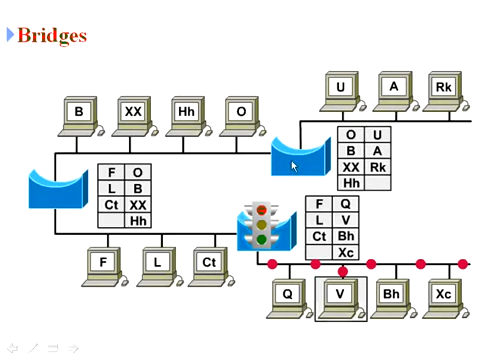 Bridges
U A Rk
B XX Hh O
O U
B A
XX Rk
Hh
F O
L B
Ct XX
Hh
F Q
L V
Ct Bh
Xc
F L Ct
Q V Bh Xc